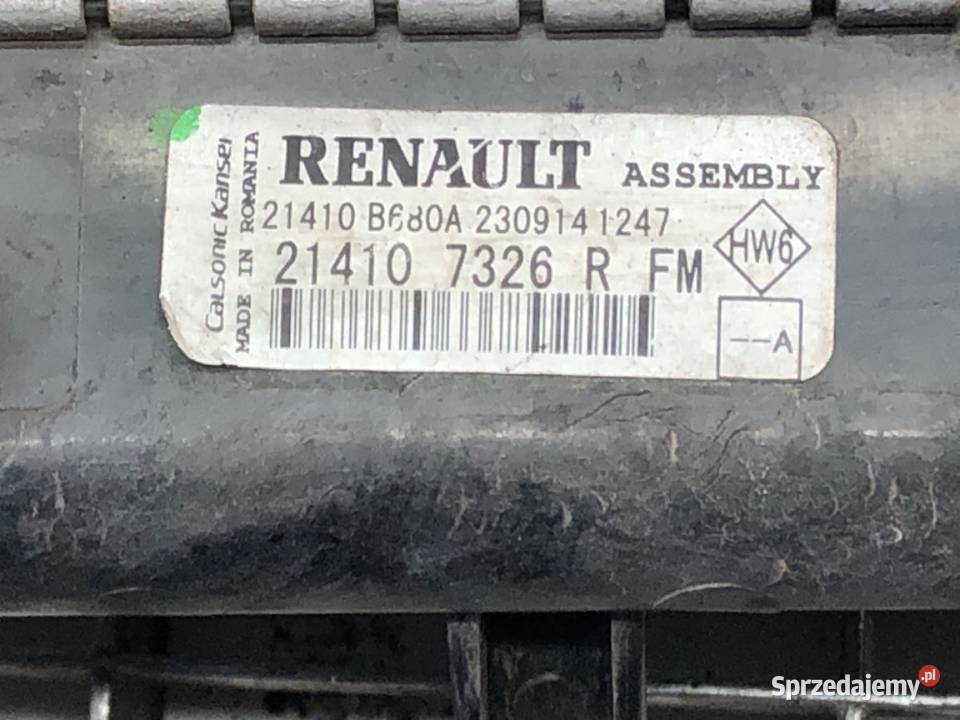 Calsonic Kansei
MADE IN ROMANIA
RENAULT ASSEMBLY
21410 B680A 2309141247
21410 7326 R FM
HW6
--A
Sprzedajemy.pl